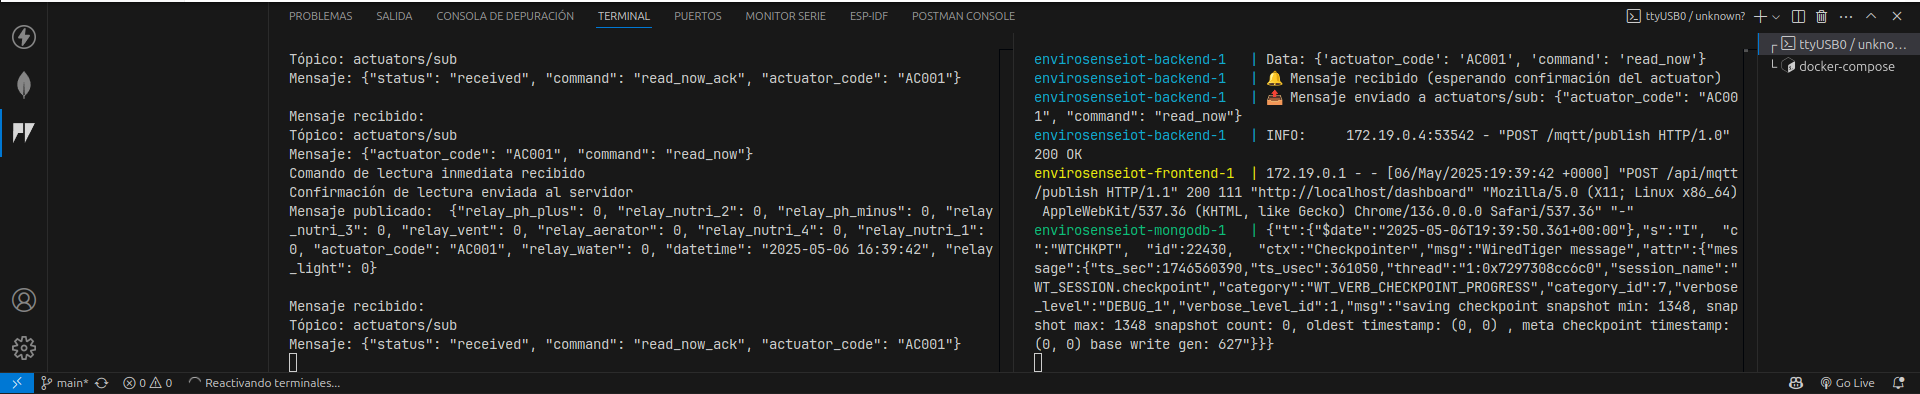 PROBLEMAS SALIDA CONSOLA DE DEPURACIÓN TERMINAL PUERTOS MONITOR SERIE ESP-IDF POSTMAN CONSOLE
ttyUSB0 / unknown?
Tópico: actuators/sub
Mensaje: {"status": "received", "command": "read_now_ack", "actuator_code": "AC001"}
Mensaje recibido:
Tópico: actuators/sub
Mensaje: {"actuator_code": "AC001", "command": "read_now"}
Comando de lectura inmediata recibido
Confirmación de lectura enviada al servidor
Mensaje publicado:  {"relay_ph_plus": 0, "relay_nutri_2": 0, "relay_ph_minus": 0, "relay
_nutri_3": 0, "relay_vent": 0, "relay_aerator": 0, "relay_nutri_4": 0, "relay_nutri_1":
0, "actuator_code": "AC001", "relay_water": 0, "datetime": "2025-05-06 16:39:42", "relay
_light": 0}
Mensaje recibido:
Tópico: actuators/sub
Mensaje: {"status": "received", "command": "read_now_ack", "actuator_code": "AC001"}
envirosenseiot-backend-1   | Data: {'actuator_code': 'AC001', 'command': 'read_now'}
envirosenseiot-backend-1   | 🔔 Mensaje recibido (esperando confirmación del actuator)
envirosenseiot-backend-1   | 📤 Mensaje enviado a actuators/sub: {"actuator_code": "AC00
1", "command": "read_now"}
envirosenseiot-backend-1   | INFO:     172.19.0.4:53542 - "POST /mqtt/publish HTTP/1.0"
200 OK
envirosenseiot-frontend-1  | 172.19.0.1 - - [06/May/2025:19:39:42 +0000] "POST /api/mqtt
/publish HTTP/1.1" 200 111 "http://localhost/dashboard" "Mozilla/5.0 (X11; Linux x86_64)
AppleWebKit/537.36 (KHTML, like Gecko) Chrome/136.0.0.0 Safari/537.36" "-"
envirosenseiot-mongodb-1   | {"t":{"$date":"2025-05-06T19:39:50.361+00:00"},"s":"I",  "c
":"WTCHKPT",  "id":22430,   "ctx":"Checkpointer","msg":"WiredTiger message","attr":{"mes
sage":{"ts_sec":1746560390,"ts_usec":361050,"thread":"1:0x7297308cc6c0","session_name":"
WT_SESSION.checkpoint","category":"WT_VERB_CHECKPOINT_PROGRESS","category_id":7,"verbose
_level":"DEBUG_1","verbose_level_id":1,"msg":"saving checkpoint snapshot min: 1348, snap
shot max: 1348 snapshot count: 0, oldest timestamp: (0, 0) , meta checkpoint timestamp:
(0, 0) base write gen: 627"}}}
ttyUSB0 / unkno...
docker-compose
main* 0 0 Reactivando terminales... Go Live